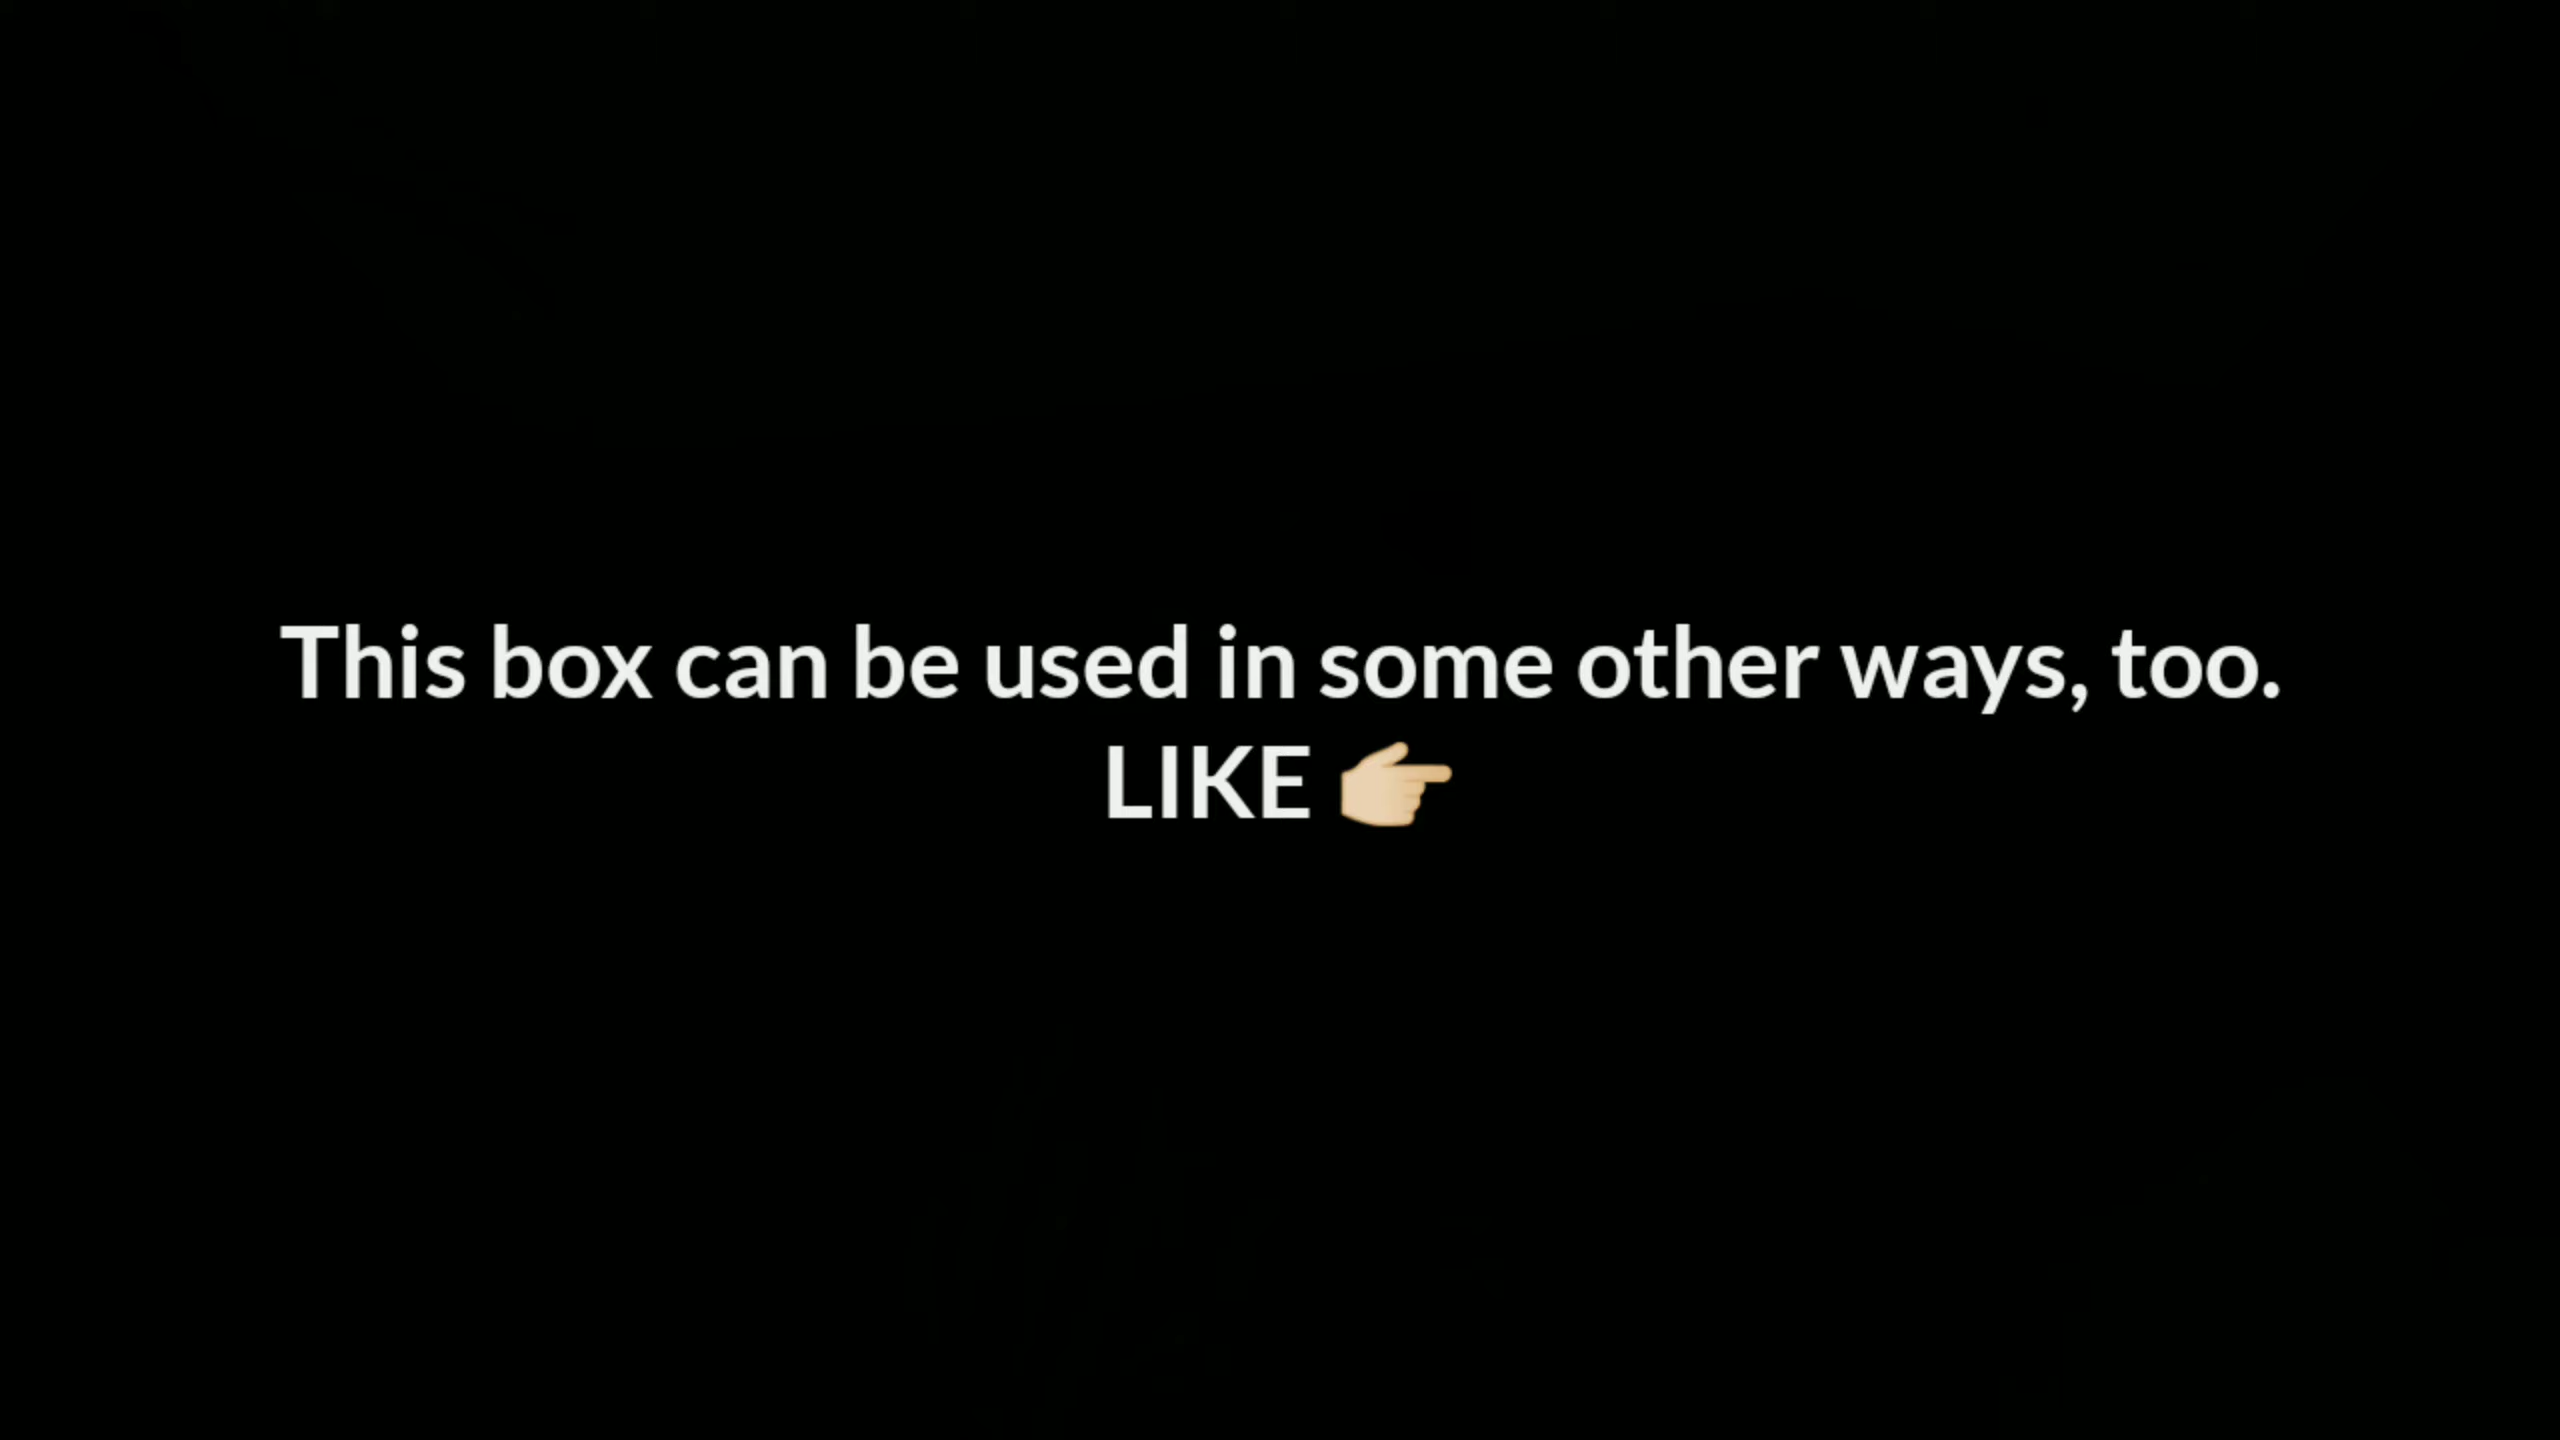 This box can be used in some other ways, too.
LIKE 👉🏼